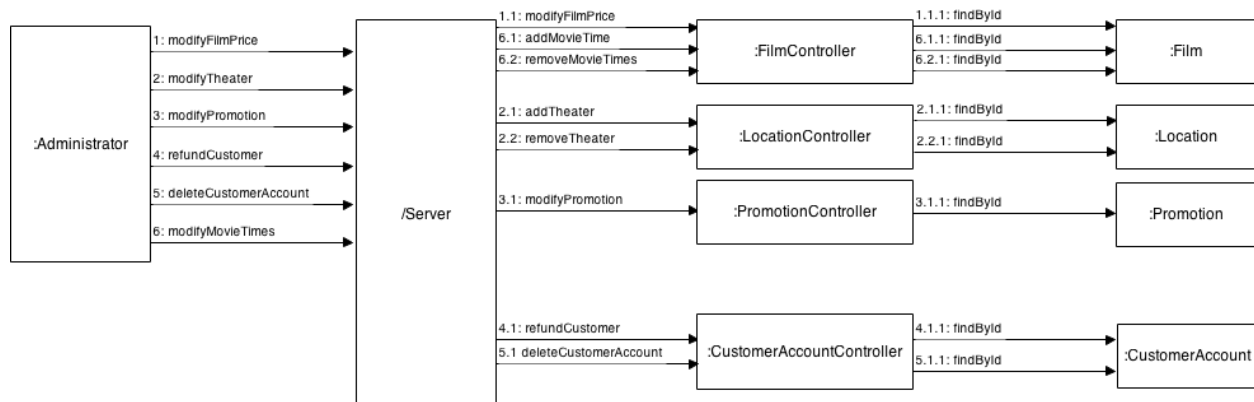 :Administrator
1: modifyFilmPrice
2: modifyTheater
3: modifyPromotion
4: refundCustomer
5: deleteCustomerAccount
6: modifyMovieTimes
/Server
1.1: modifyFilmPrice
6.1: addMovieTime
6.2: removeMovieTimes
:FilmController
1.1.1: findById
6.1.1: findById
6.2.1: findById
:Film
2.1: addTheater
2.2: removeTheater
:LocationController
2.1.1: findById
2.2.1: findById
:Location
3.1: modifyPromotion
:PromotionController
3.1.1: findById
:Promotion
4.1: refundCustomer
5.1 deleteCustomerAccount
:CustomerAccountController
4.1.1: findById
5.1.1: findById
:CustomerAccount